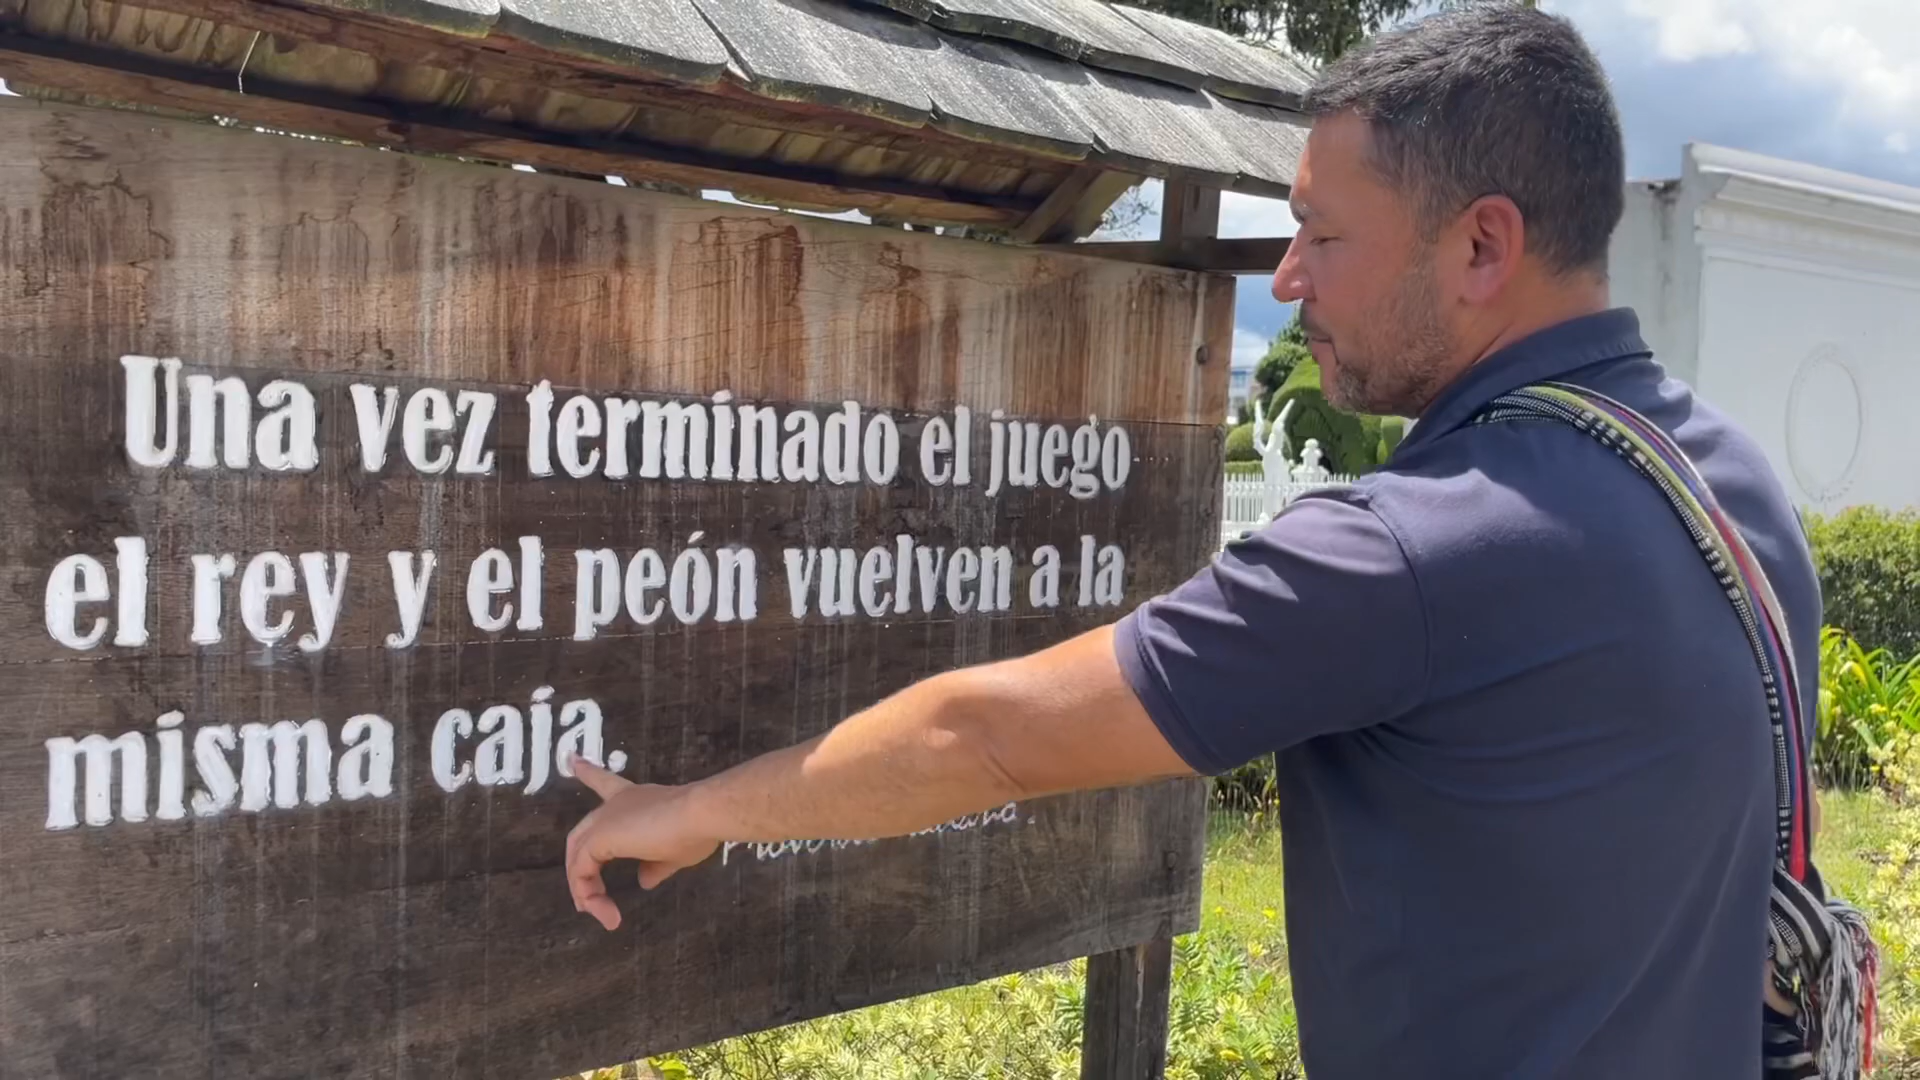 Una vez terminado el juego
el rey y el peón vuelven a la
misma caja.